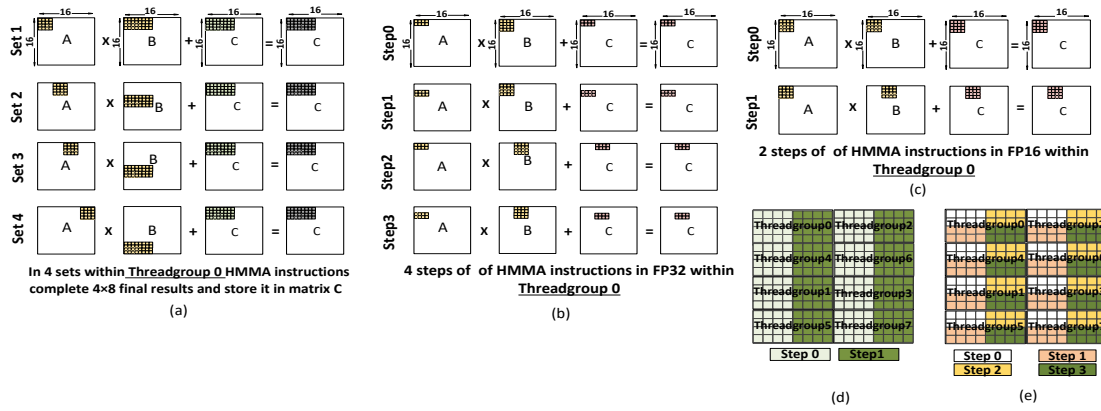 Set 1
16
16
A
x
16
16
B
+
16
16
C
=
16
16
C
Set 2
A
x
B
+
C
=
C
Set 3
A
x
B
+
C
=
C
Set 4
A
x
B
+
C
=
C
In 4 sets within Threadgroup 0 HMMA instructions
complete 4×8 final results and store it in matrix C
(a)
Step0
16
16
A
x
16
16
B
+
16
16
C
=
16
16
C
Step1
A
x
B
+
C
=
C
Step2
A
x
B
+
C
=
C
Step3
A
x
B
+
C
=
C
4 steps of of HMMA instructions in FP32 within
Threadgroup 0
(b)
Step0
16
16
A
x
16
16
B
+
16
16
C
=
16
16
C
Step1
A
x
B
+
C
=
C
2 steps of of HMMA instructions in FP16 within
Threadgroup 0
(c)
Threadgroup0 Threadgroup2
Threadgroup4 Threadgroup6
Threadgroup1 Threadgroup3
Threadgroup5 Threadgroup7
Step 0 Step1
(d)
Threadgroup0 Threadgroup2
Threadgroup4 Threadgroup6
Threadgroup1 Threadgroup3
Threadgroup5 Threadgroup7
Step 0 Step 1
Step 2 Step 3
(e)